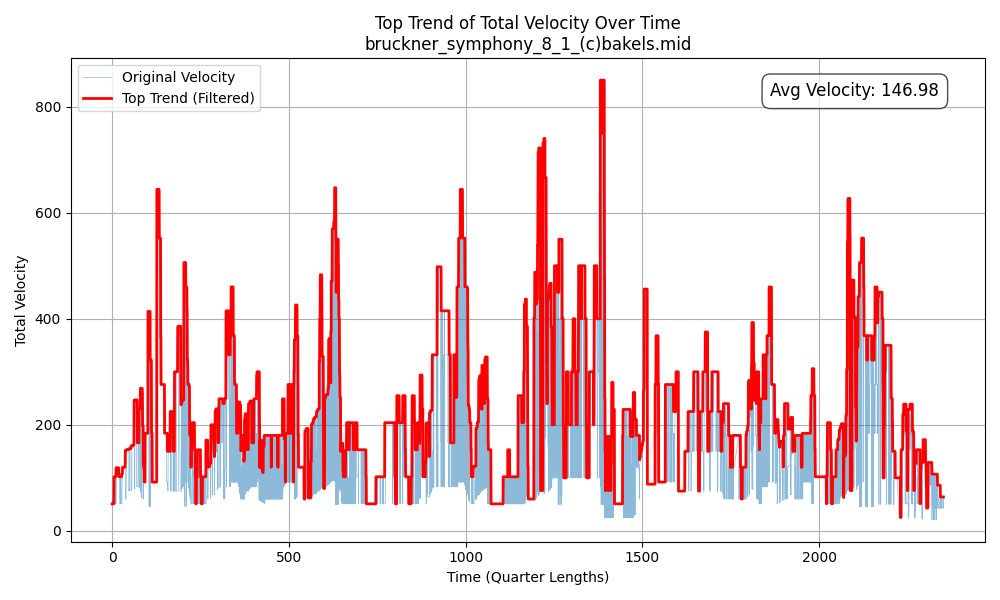 Top Trend of Total Velocity Over Time
bruckner_symphony_8_1_(c)bakels.mid
Original Velocity
Top Trend (Filtered)
Avg Velocity: 146.98
Total Velocity
800
600
400
200
0
0 500 1000 1500 2000
Time (Quarter Lengths)